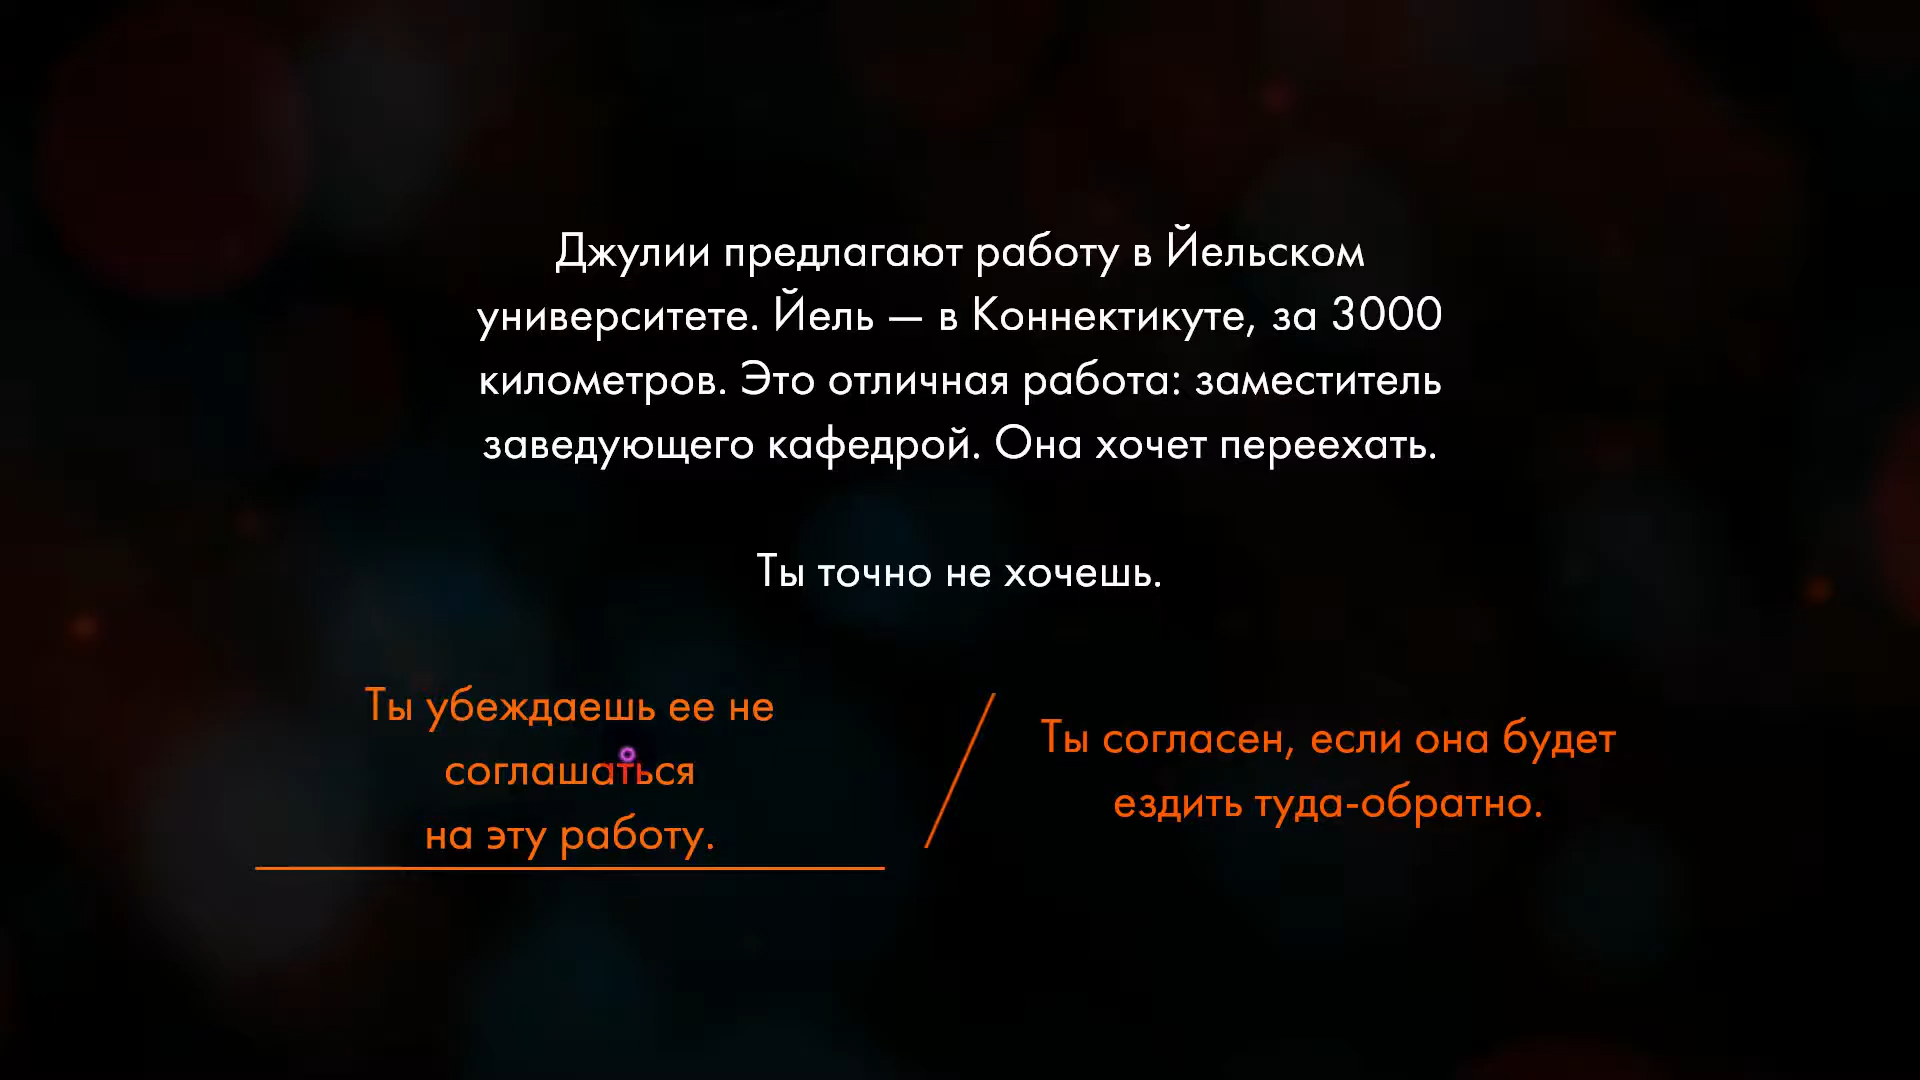 Джулии предлагают работу в Йельском
университете. Йель — в Коннектикуте, за 3000
километров. Это отличная работа: заместитель
заведующего кафедрой. Она хочет переехать.
Ты точно не хочешь.
Ты убеждаешь ее не
соглашаться
на эту работу.
Ты согласен, если она будет
ездить туда-обратно.